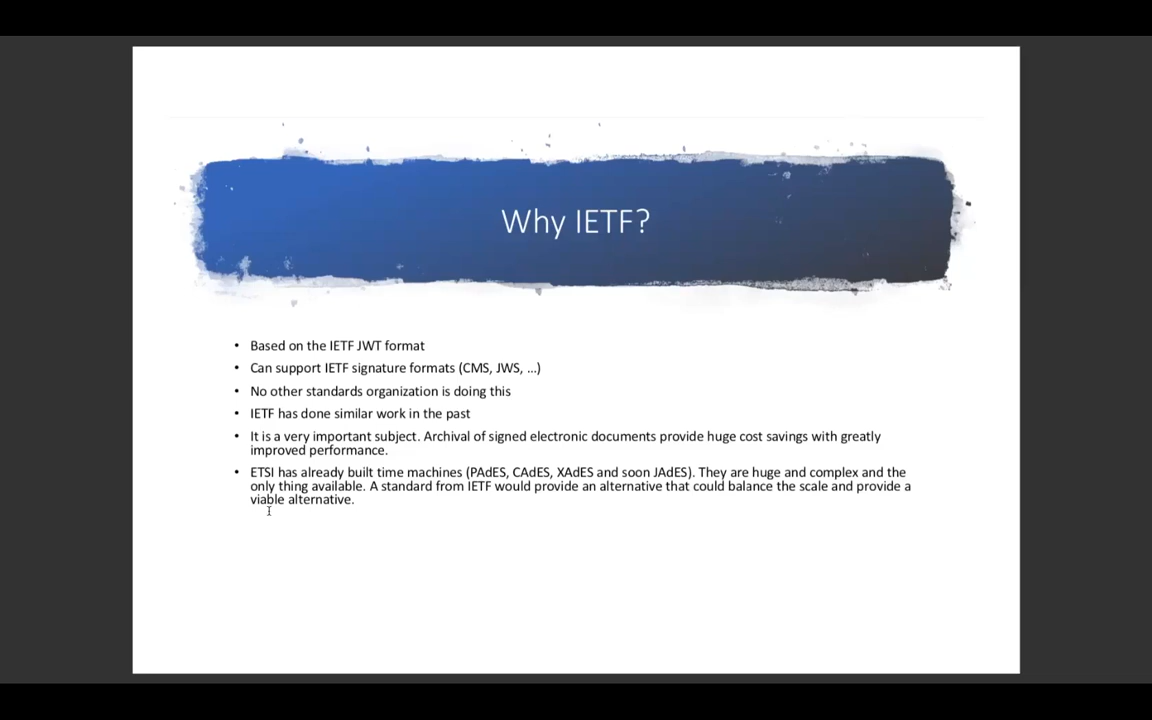 Why IETF?
• Based on the IETF JWT format
• Can support IETF signature formats (CMS, JWS, ...)
• No other standards organization is doing this
• IETF has done similar work in the past
• It is a very important subject. Archival of signed electronic documents provide huge cost savings with greatly
improved performance.
• ETSI has already built time machines (PAdES, CAdES, XAdES and soon JAdES). They are huge and complex and the
only thing available. A standard from IETF would provide an alternative that could balance the scale and provide a
viable alternative.